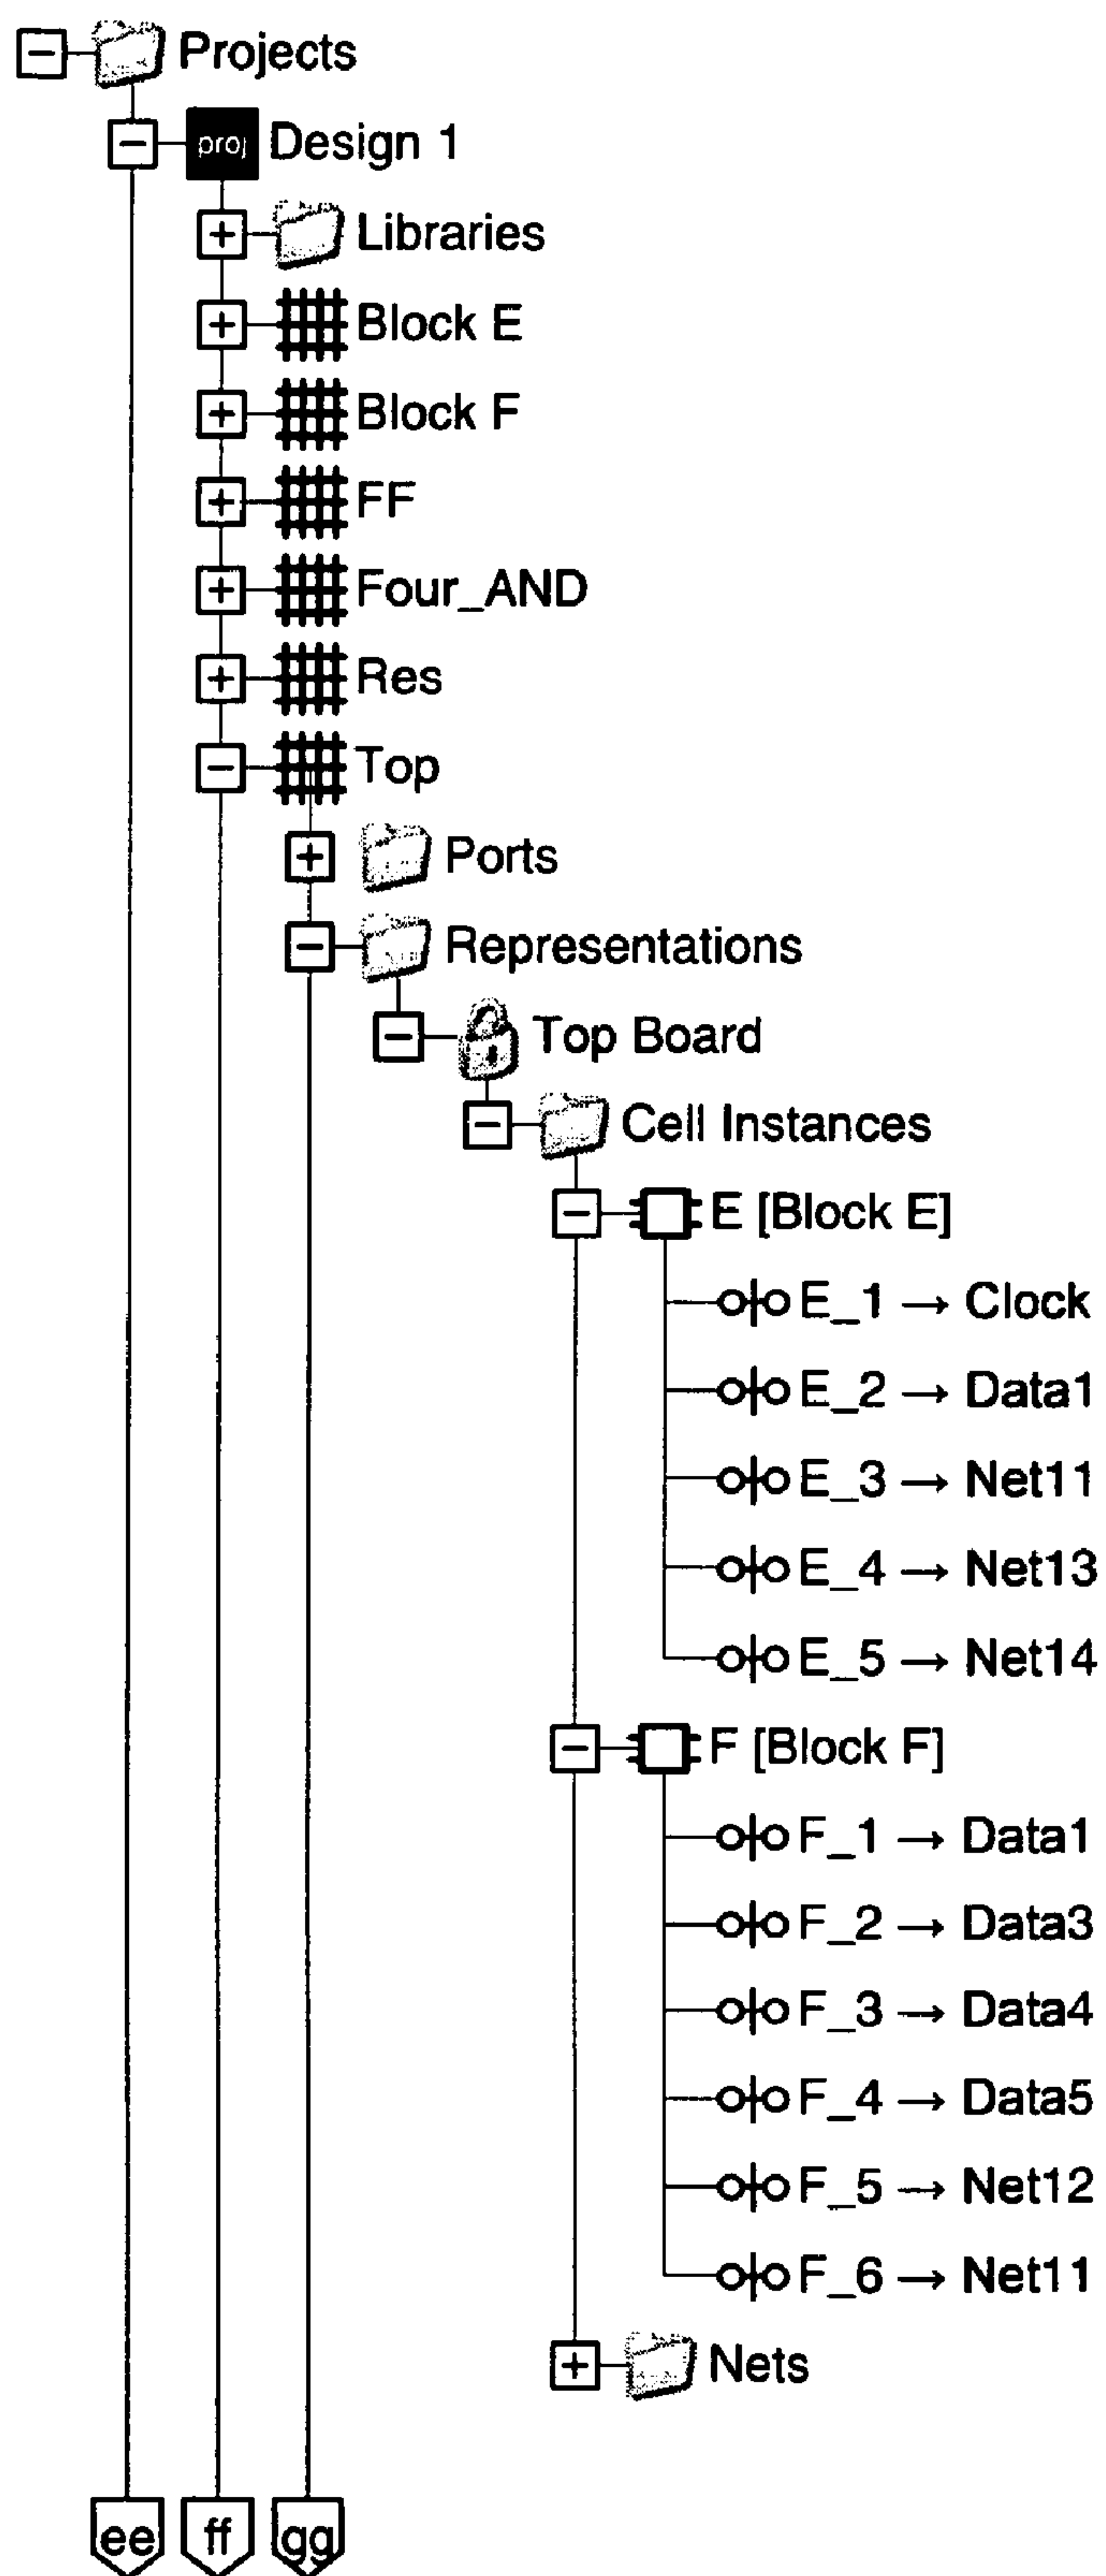 Projects
proj Design 1
Libraries
Block E
Block F
FF
Four_AND
Res
Top
Ports
Representations
Top Board
Cell Instances
E [Block E]
E_1 → Clock
E_2 → Data1
E_3 → Net11
E_4 → Net13
E_5 → Net14
F [Block F]
F_1 → Data1
F_2 → Data3
F_3 → Data4
F_4 → Data5
F_5 → Net12
F_6 → Net11
Nets
ee ff gg